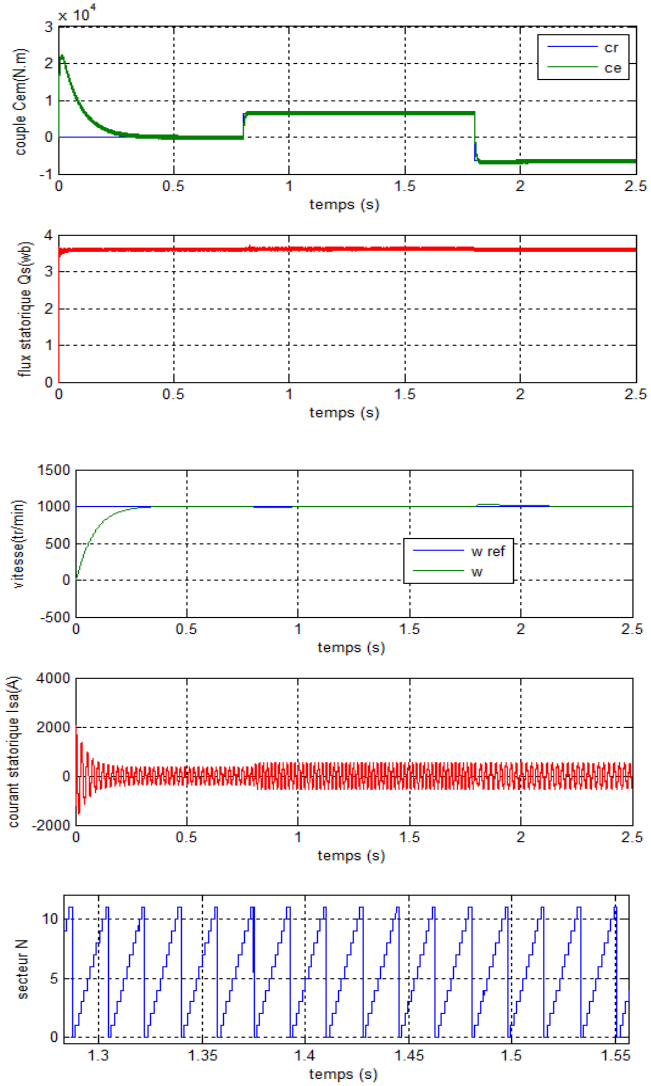 x 10^4
3
2
1
0
-1
couple Cem(N.m)
cr
ce
0 0.5 1 1.5 2 2.5
temps (s)
4
3
2
1
0
flux statorique Qs(wb)
0 0.5 1 1.5 2 2.5
temps (s)
1500
1000
500
0
-500
vitesse(tr/min)
w ref
w
0 0.5 1 1.5 2 2.5
temps (s)
4000
2000
0
-2000
courant statorique Isa(A)
0 0.5 1 1.5 2 2.5
temps (s)
10
5
0
secteur N
1.3 1.35 1.4 1.45 1.5 1.55
temps (s)